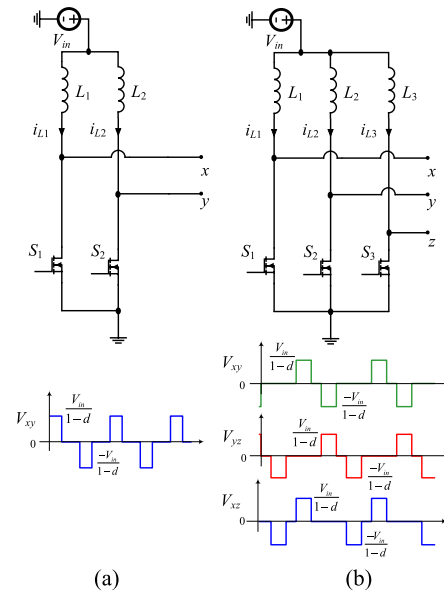 V_in
L_1
L_2
i_L1
i_L2
x
y
S_1
S_2
V_xy
V_in/(1-d)
0
-V_in/(1-d)
(a)
V_in
L_1
L_2
L_3
i_L1
i_L2
i_L3
x
y
z
S_1
S_2
S_3
V_xy
V_in/(1-d)
0
-V_in/(1-d)
V_yz
V_in/(1-d)
0
-V_in/(1-d)
V_xz
V_in/(1-d)
0
-V_in/(1-d)
(b)